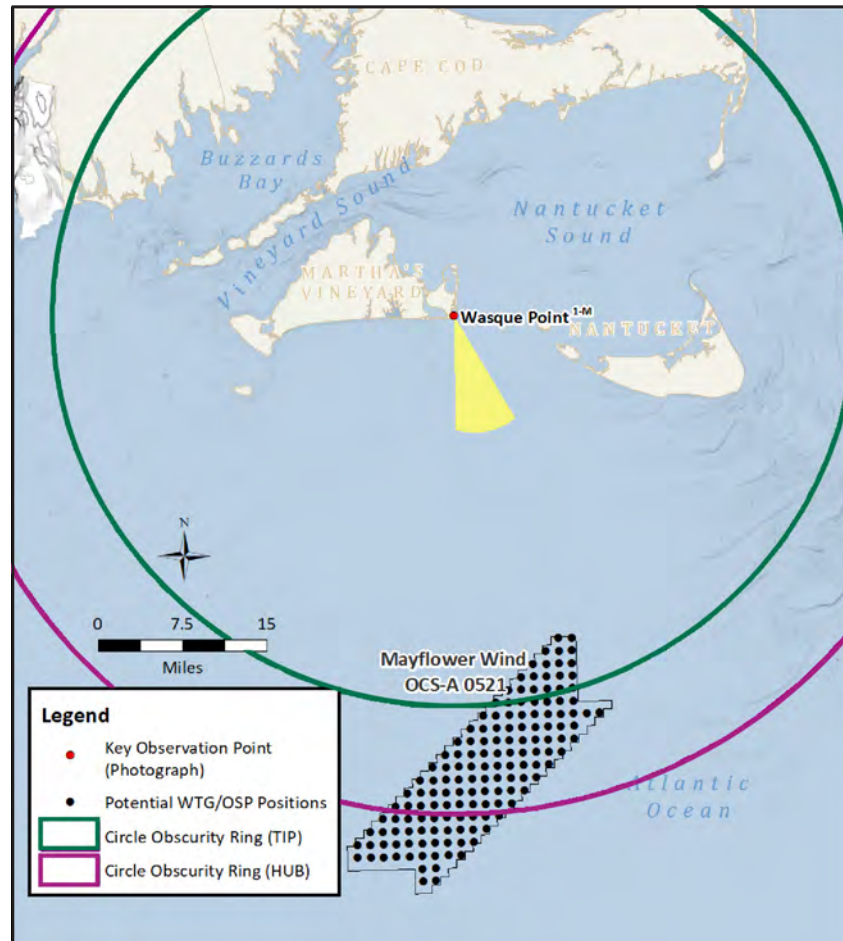 CAPE COD
Buzzards
Bay
Vineyard Sound
Nantucket
Sound
MARTHA'S
VINEYARD
Wasque Point 1-M
NANTUCKET
N
0 7.5 15
Miles
Mayflower Wind
OCS-A 0521
Atlantic
Ocean
Legend
Key Observation Point
(Photograph)
Potential WTG/OSP Positions
Circle Obscurity Ring (TIP)
Circle Obscurity Ring (HUB)